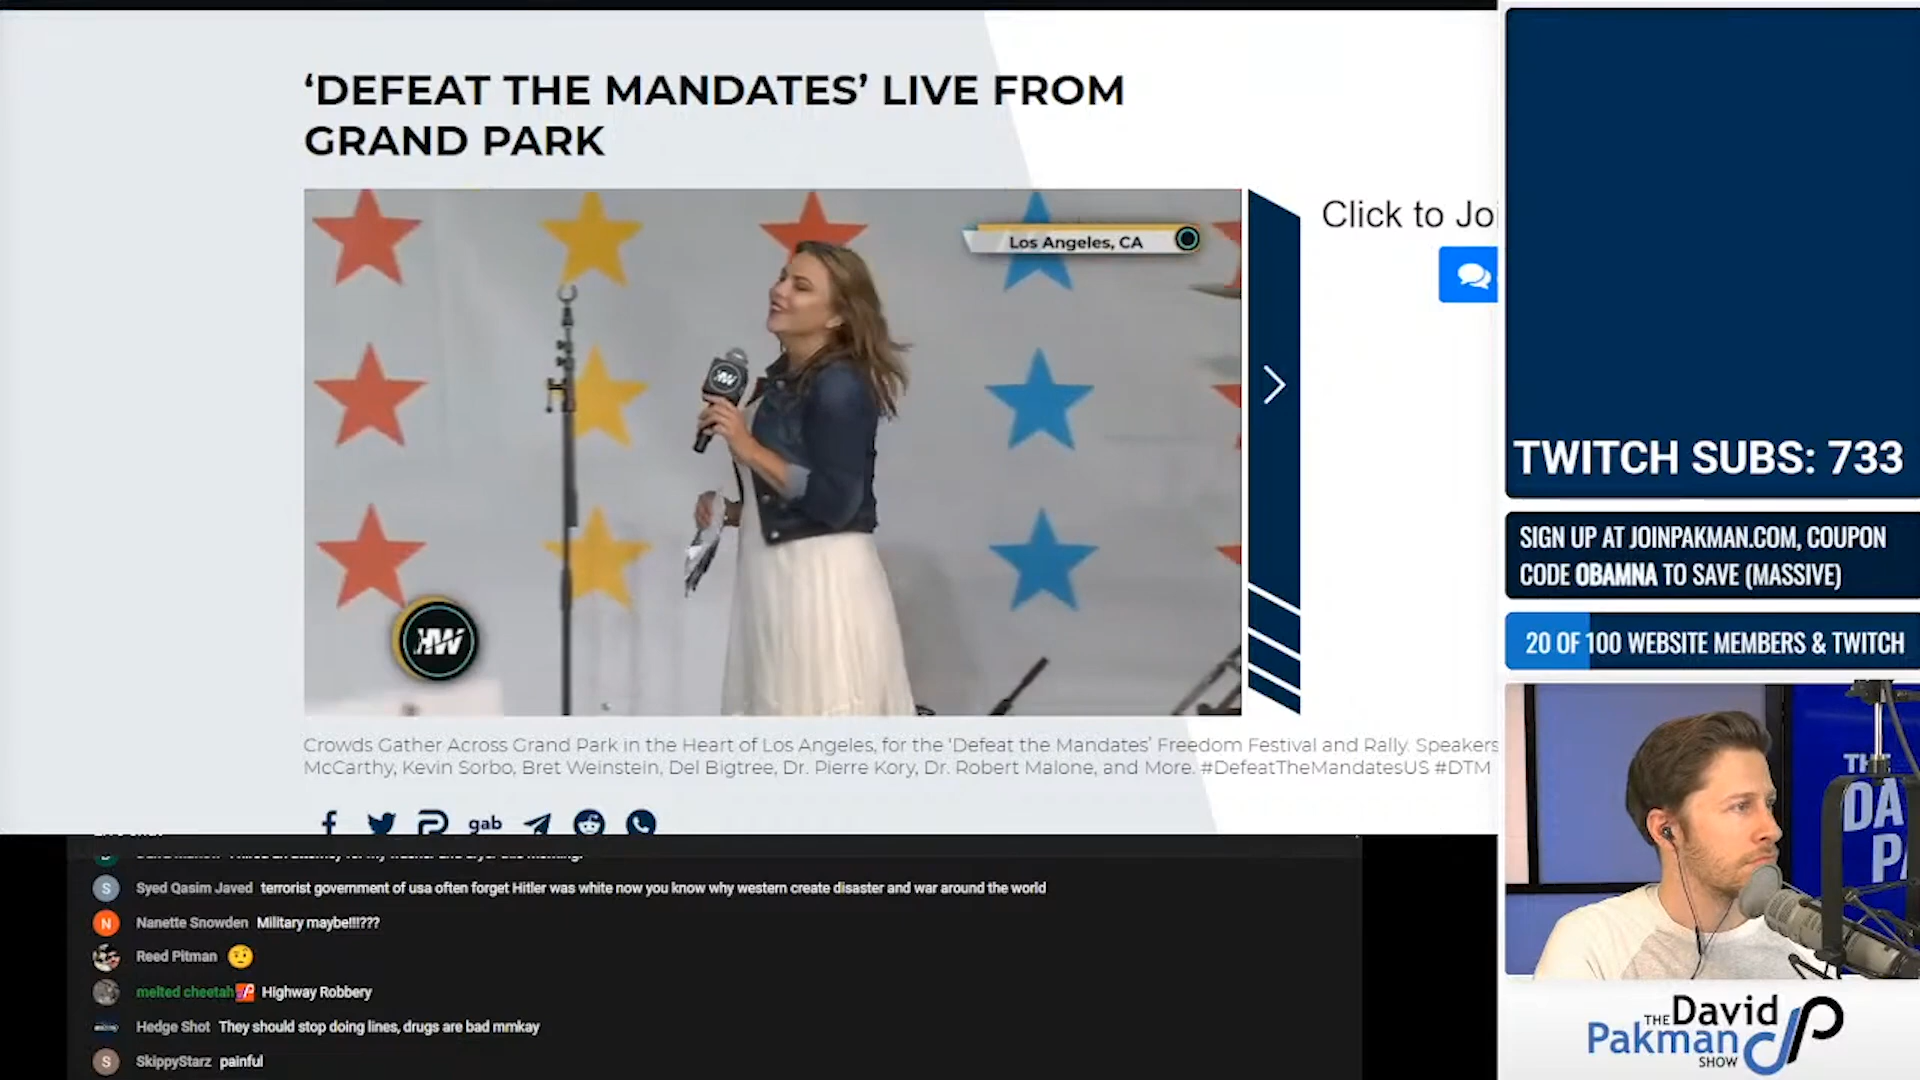 ‘DEFEAT THE MANDATES’ LIVE FROM
GRAND PARK
Los Angeles, CA
HW
HW
Click to Joi
Crowds Gather Across Grand Park in the Heart of Los Angeles, for the ‘Defeat the Mandates’ Freedom Festival and Rally. Speakers
McCarthy, Kevin Sorbo, Bret Weinstein, Del Bigtree, Dr. Pierre Kory, Dr. Robert Malone, and More. #DefeatTheMandatesUS #DTM
gab
S Syed Qasim Javed terrorist government of usa often forget Hitler was white now you know why western create disaster and war around the world
N Nanette Snowden Military maybe!!!???
Reed Pitman 🤨
melted cheetah Highway Robbery
Hedge Shot They should stop doing lines, drugs are bad mmkay
S SkippyStarz painful
TWITCH SUBS: 733
SIGN UP AT JOINPAKMAN.COM, COUPON
CODE OBAMNA TO SAVE (MASSIVE)
20 OF 100 WEBSITE MEMBERS & TWITCH
THE
DA
PA
THE David
Pakman
SHOW